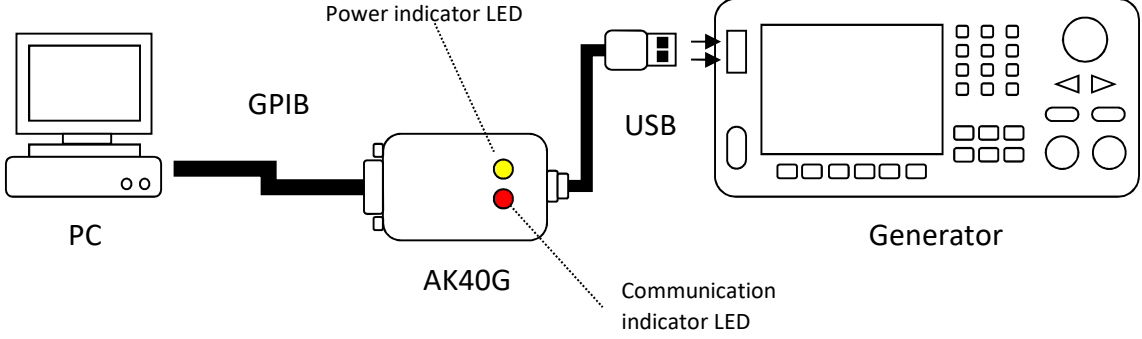 Power indicator LED
GPIB
USB
PC
Generator
AK40G
Communication
indicator LED